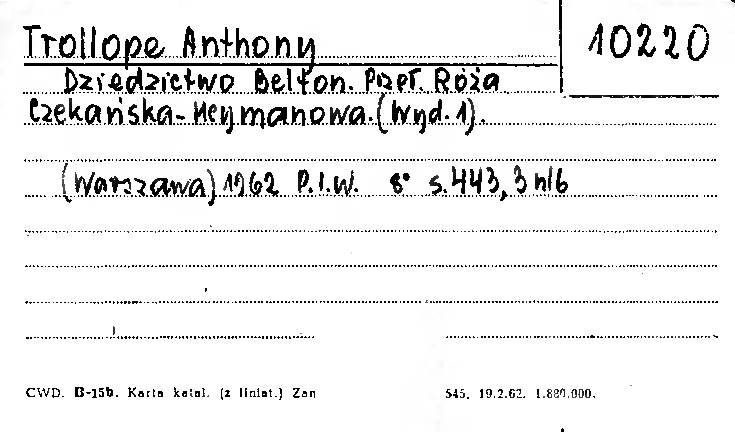 Trollope Anthony
10220
Dziedzictwo Belton. Przeł. Róża
Czekańska-Heymanowa. (Wyd. 1).
(Warszawa) 1962 P.I.W. 8° s. 443, 3 nlb
CWD. B-15b. Karta katal. (z liniat.) Zan
545. 19.2.62. 1.880.000.